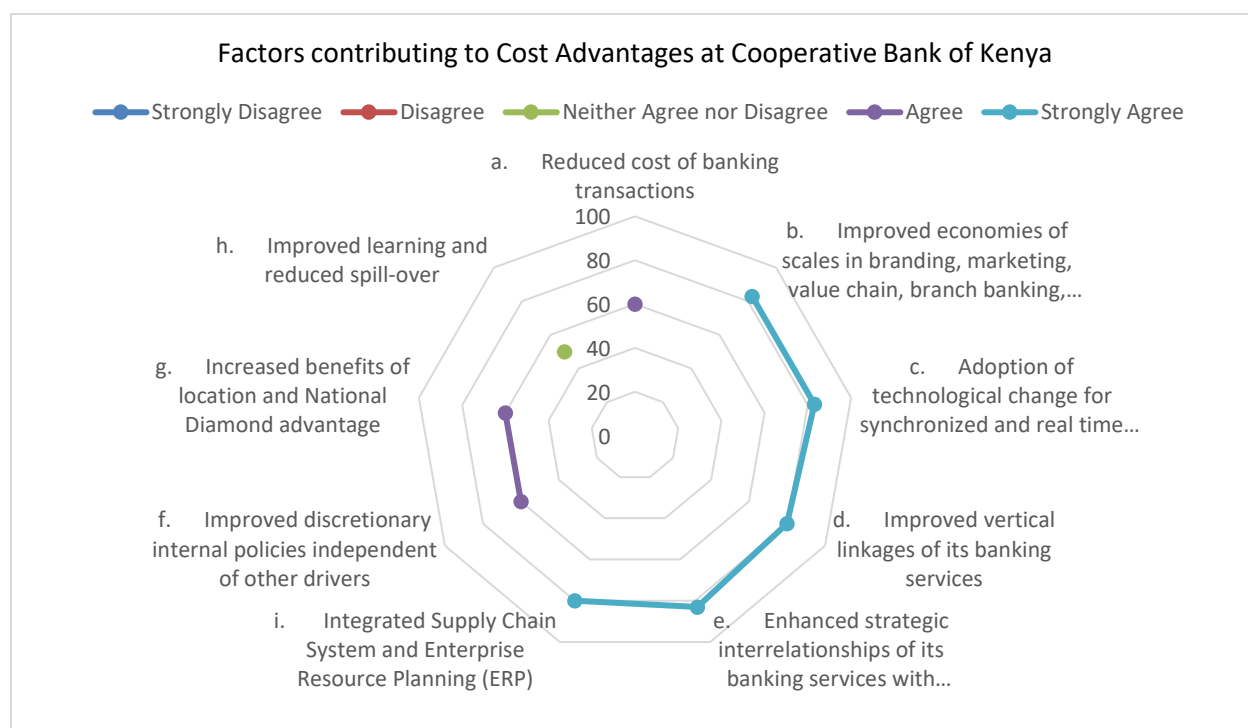 Factors contributing to Cost Advantages at Cooperative Bank of Kenya
Strongly Disagree Disagree Neither Agree nor Disagree Agree Strongly Agree
a. Reduced cost of banking
transactions
b. Improved economies of
scales in branding, marketing,
value chain, branch banking,...
c. Adoption of
technological change for
synchronized and real time...
d. Improved vertical
linkages of its banking
services
e. Enhanced strategic
interrelationships of its
banking services with...
i. Integrated Supply Chain
System and Enterprise
Resource Planning (ERP)
f. Improved discretionary
internal policies independent
of other drivers
g. Increased benefits of
location and National
Diamond advantage
h. Improved learning and
reduced spill-over
100
80
60
40
20
0